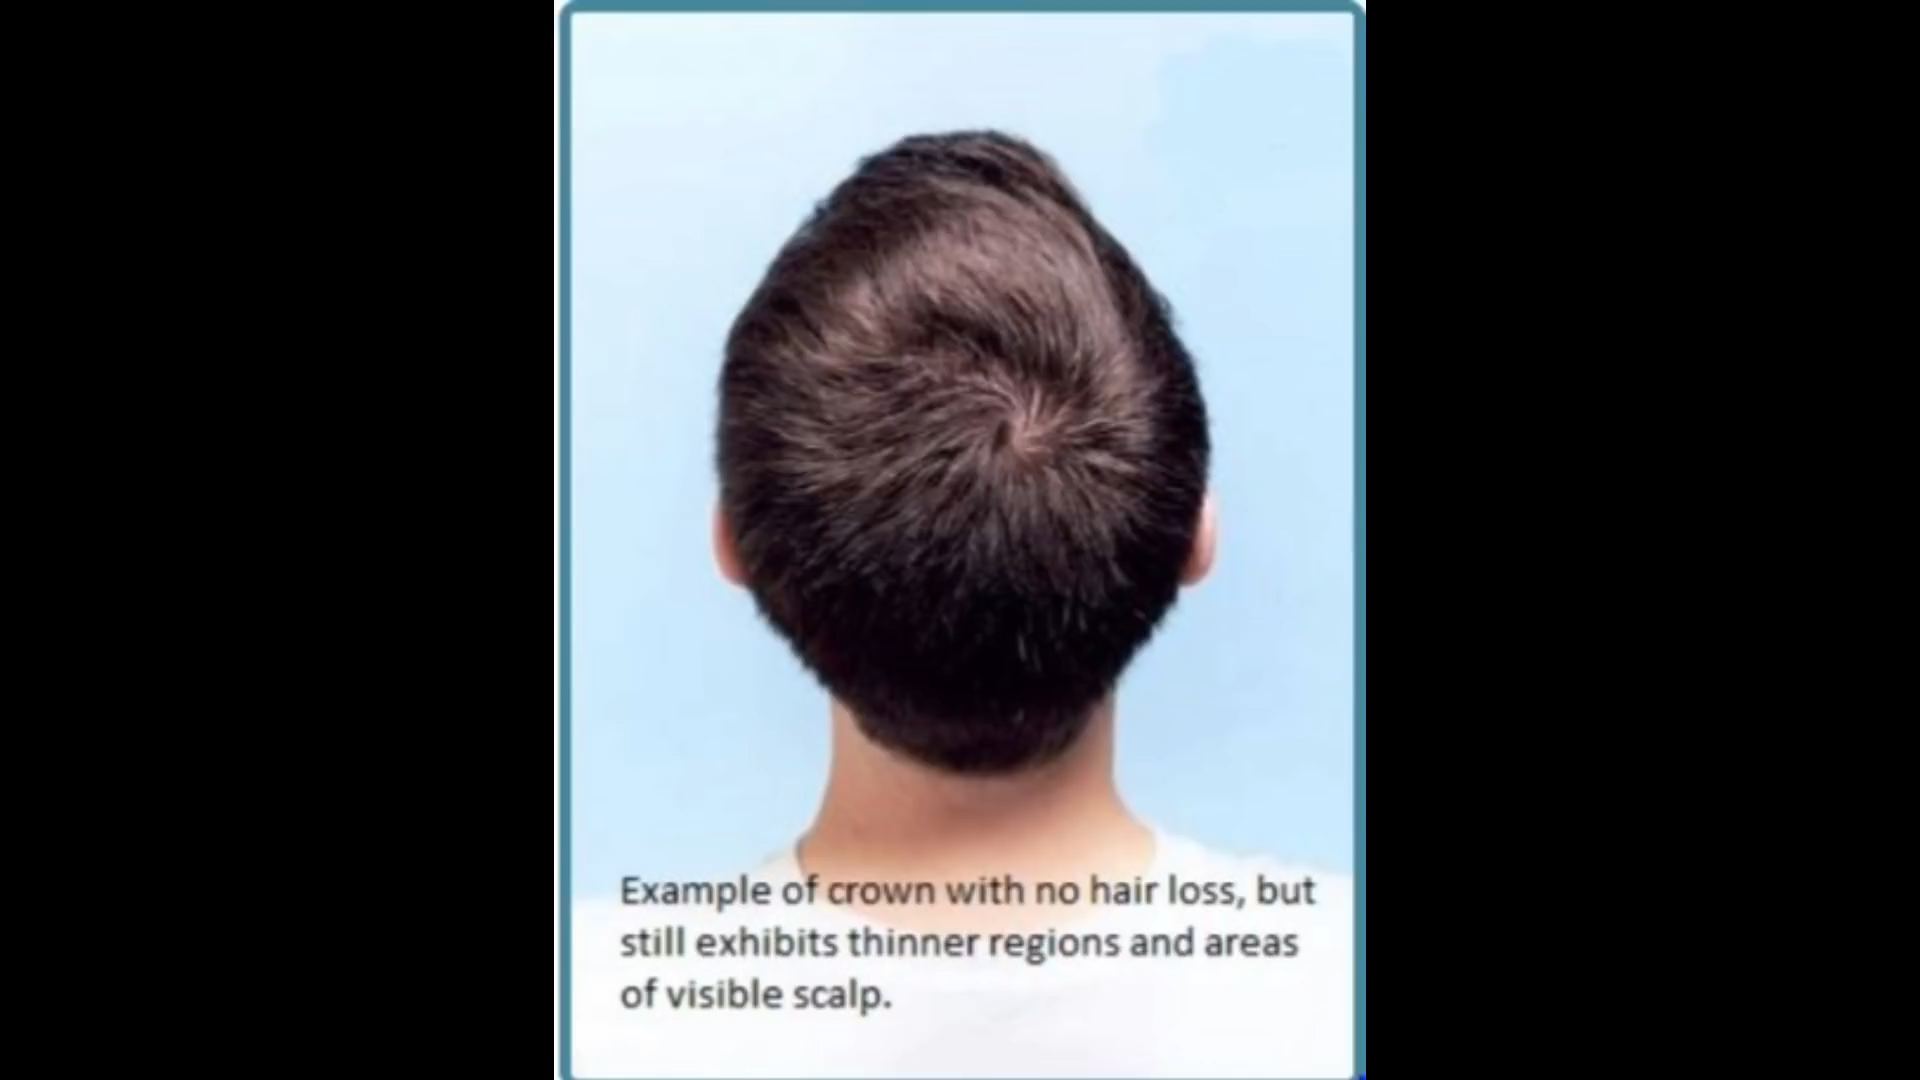 Example of crown with no hair loss, but
still exhibits thinner regions and areas
of visible scalp.